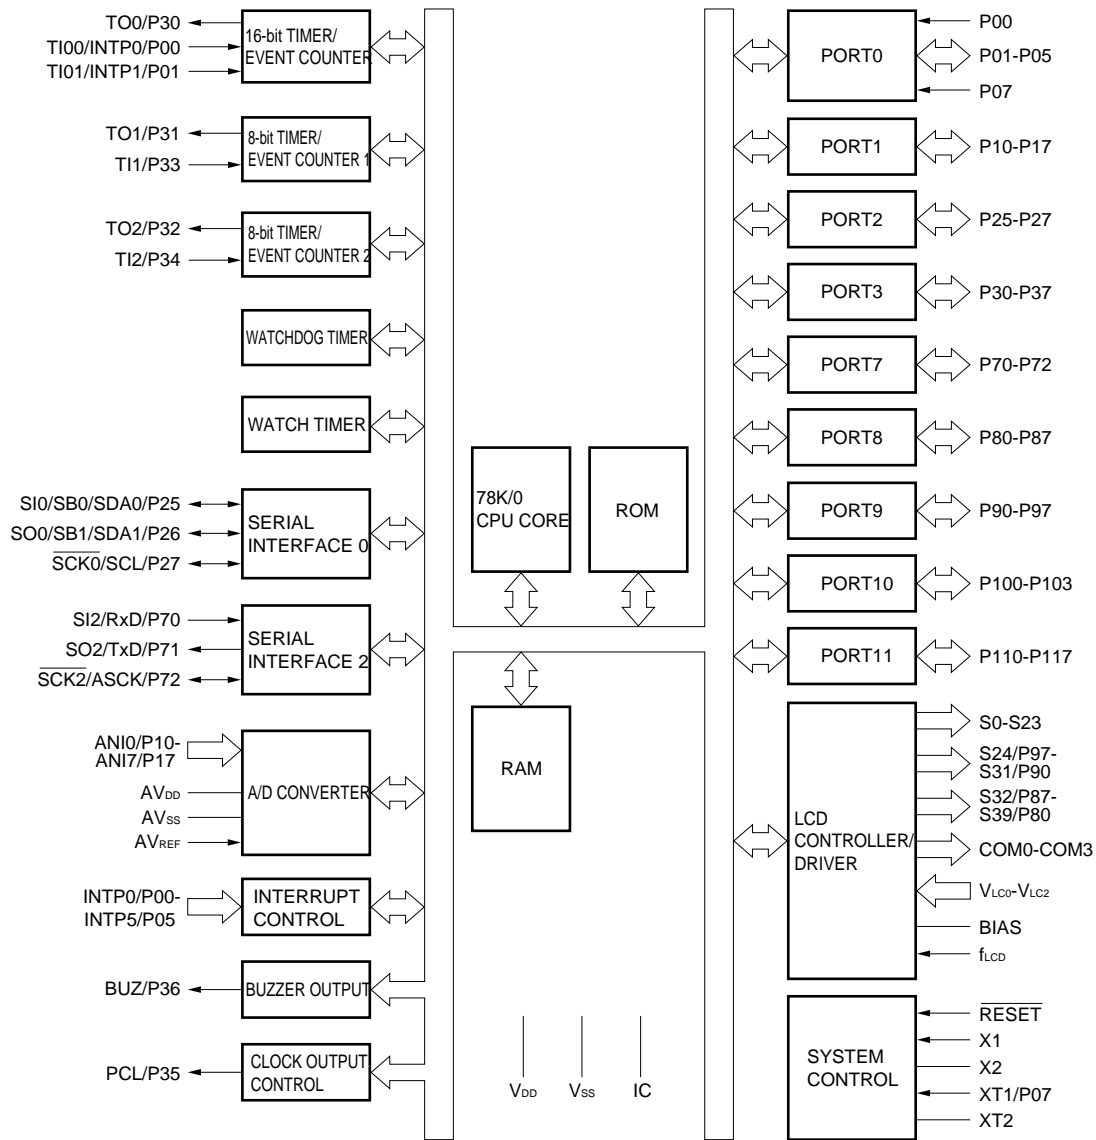 TO0/P30
TI00/INTP0/P00
TI01/INTP1/P01
16-bit TIMER/
EVENT COUNTER
TO1/P31
TI1/P33
8-bit TIMER/
EVENT COUNTER 1
TO2/P32
TI2/P34
8-bit TIMER/
EVENT COUNTER 2
WATCHDOG TIMER
WATCH TIMER
SI0/SB0/SDA0/P25
SO0/SB1/SDA1/P26
SCK0/SCL/P27
SERIAL
INTERFACE 0
SI2/RxD/P70
SO2/TxD/P71
SCK2/ASCK/P72
SERIAL
INTERFACE 2
ANI0/P10-
ANI7/P17
AVDD
AVSS
AVREF
A/D CONVERTER
INTP0/P00-
INTP5/P05
INTERRUPT
CONTROL
BUZ/P36
BUZZER OUTPUT
PCL/P35
CLOCK OUTPUT
CONTROL
78K/0
CPU CORE
ROM
RAM
VDD
VSS
IC
PORT0
P00
P01-P05
P07
PORT1
P10-P17
PORT2
P25-P27
PORT3
P30-P37
PORT7
P70-P72
PORT8
P80-P87
PORT9
P90-P97
PORT10
P100-P103
PORT11
P110-P117
LCD
CONTROLLER/
DRIVER
S0-S23
S24/P97-
S31/P90
S32/P87-
S39/P80
COM0-COM3
VLC0-VLC2
BIAS
fLCD
SYSTEM
CONTROL
RESET
X1
X2
XT1/P07
XT2